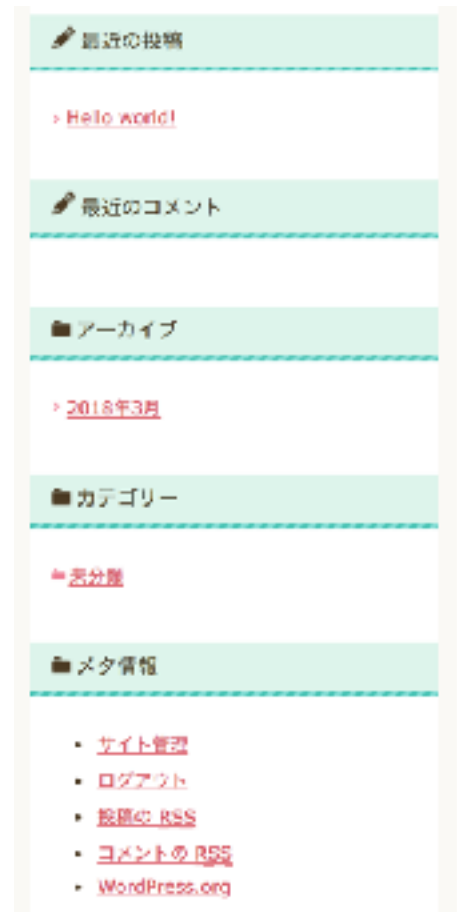 最近の投稿
Hello world!
最近のコメント
アーカイブ
2018年3月
カテゴリー
未分類
メタ情報
サイト管理
ログアウト
投稿の RSS
コメントの RSS
WordPress.org